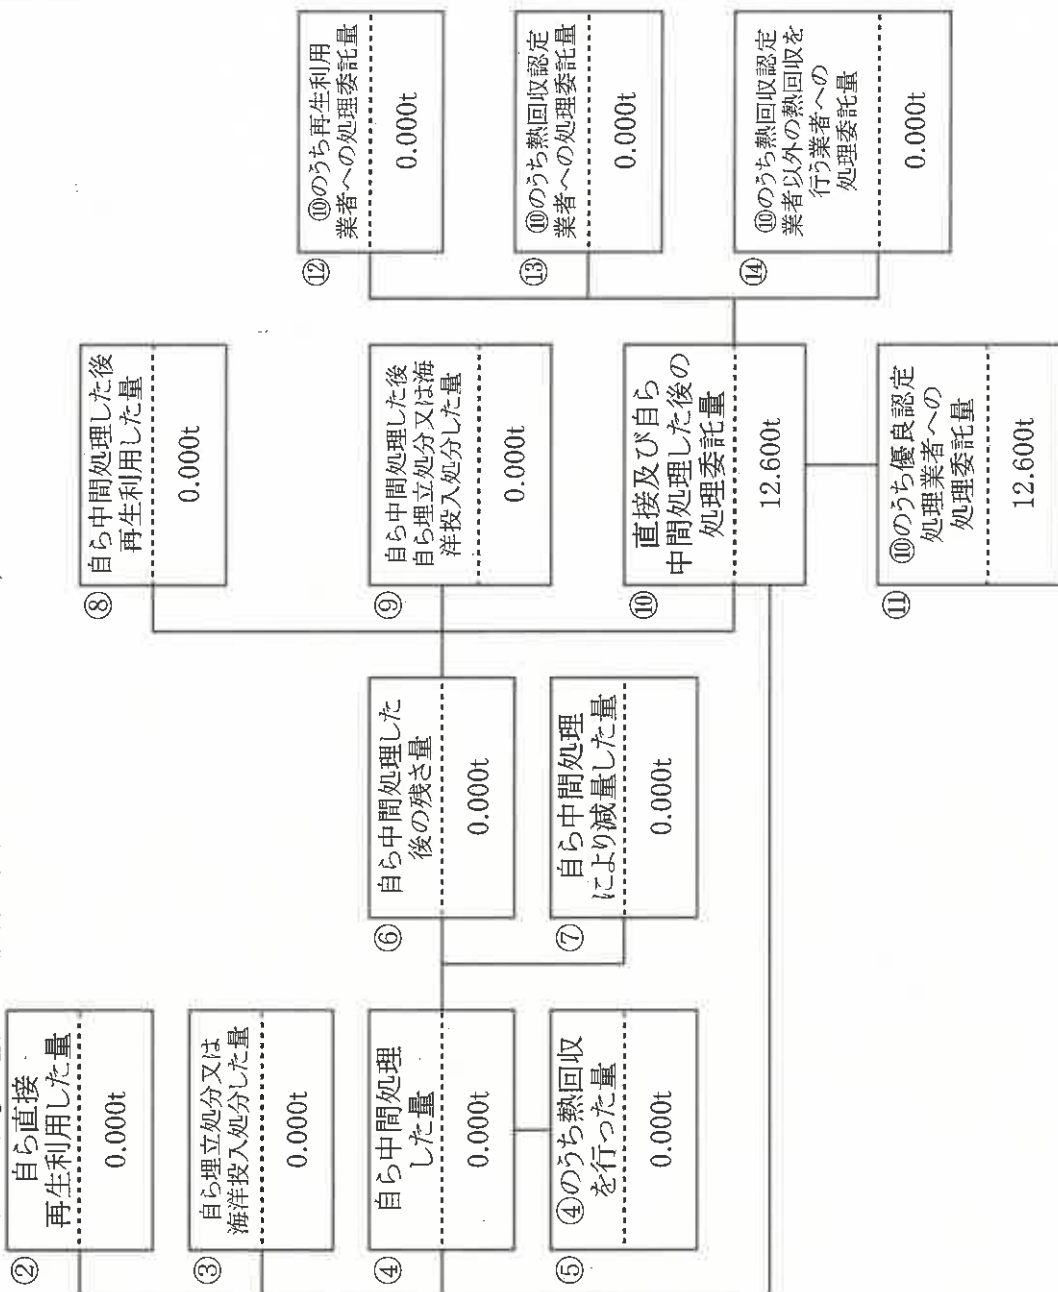 ②
自ら直接
再生利用した量
0.000t
③
自ら埋立処分又は
海洋投入処分した量
0.000t
④
自ら中間処理
した量
0.000t
⑤
④のうち熱回収
を行った量
0.000t
⑥
自ら中間処理した
後の残さ量
0.000t
⑦
自ら中間処理
により減量した量
0.000t
⑧
自ら中間処理した後
再生利用した量
0.000t
⑨
自ら中間処理した後
自ら埋立処分又は海
洋投入処分した量
0.000t
⑩
直接及び自ら
中間処理した後の
処理委託量
12.600t
⑪
⑩のうち優良認定
処理業者への
処理委託量
12.600t
⑫
⑩のうち再生利用
業者への処理委託量
0.000t
⑬
⑩のうち熱回収認定
業者への処理委託量
0.000t
⑭
⑩のうち熱回収認定
業者以外の熱回収を
行う業者への
処理委託量
0.000t